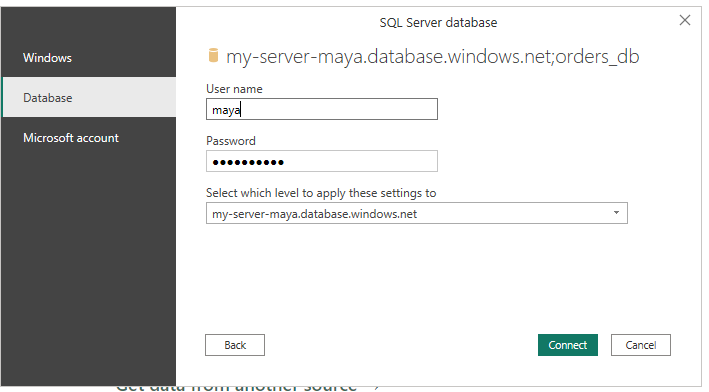 SQL Server database
Windows
Database
Microsoft account
my-server-maya.database.windows.net;orders_db
User name
maya
Password
●●●●●●●●●●
Select which level to apply these settings to
my-server-maya.database.windows.net
Back
Connect
Cancel
Get data from another source →